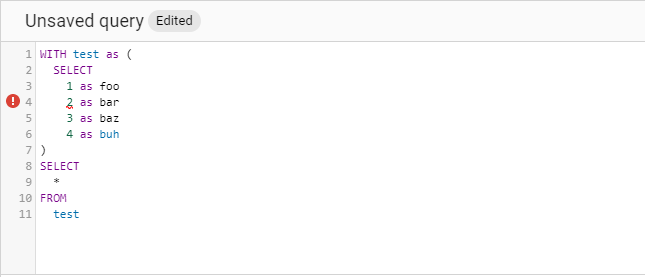 Unsaved query Edited
1 WITH test as (
2   SELECT
3     1 as foo
! 4     2 as bar
5     3 as baz
6     4 as buh
7 )
8 SELECT
9   *
10 FROM
11   test